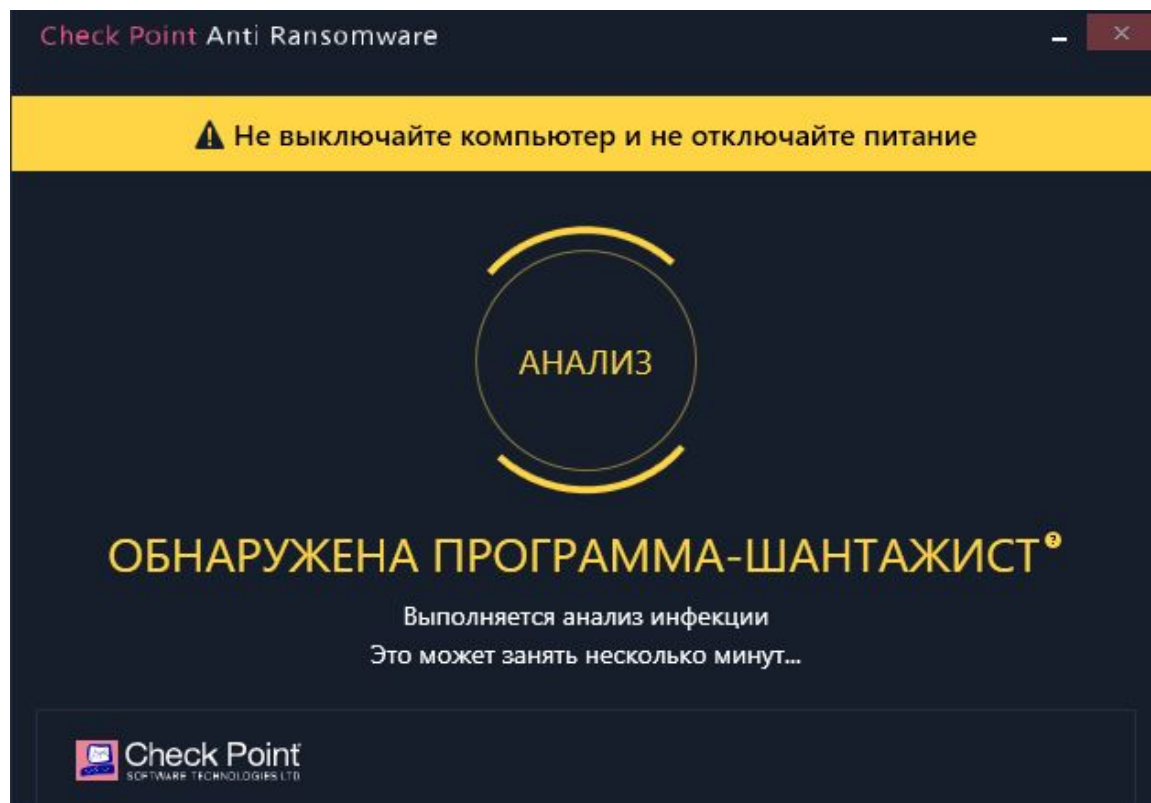 Check Point Anti Ransomware
Не выключайте компьютер и не отключайте питание
АНАЛИЗ
ОБНАРУЖЕНА ПРОГРАММА-ШАНТАЖИСТ?
Выполняется анализ инфекции
Это может занять несколько минут...
Check Point
SOFTWARE TECHNOLOGIES LTD